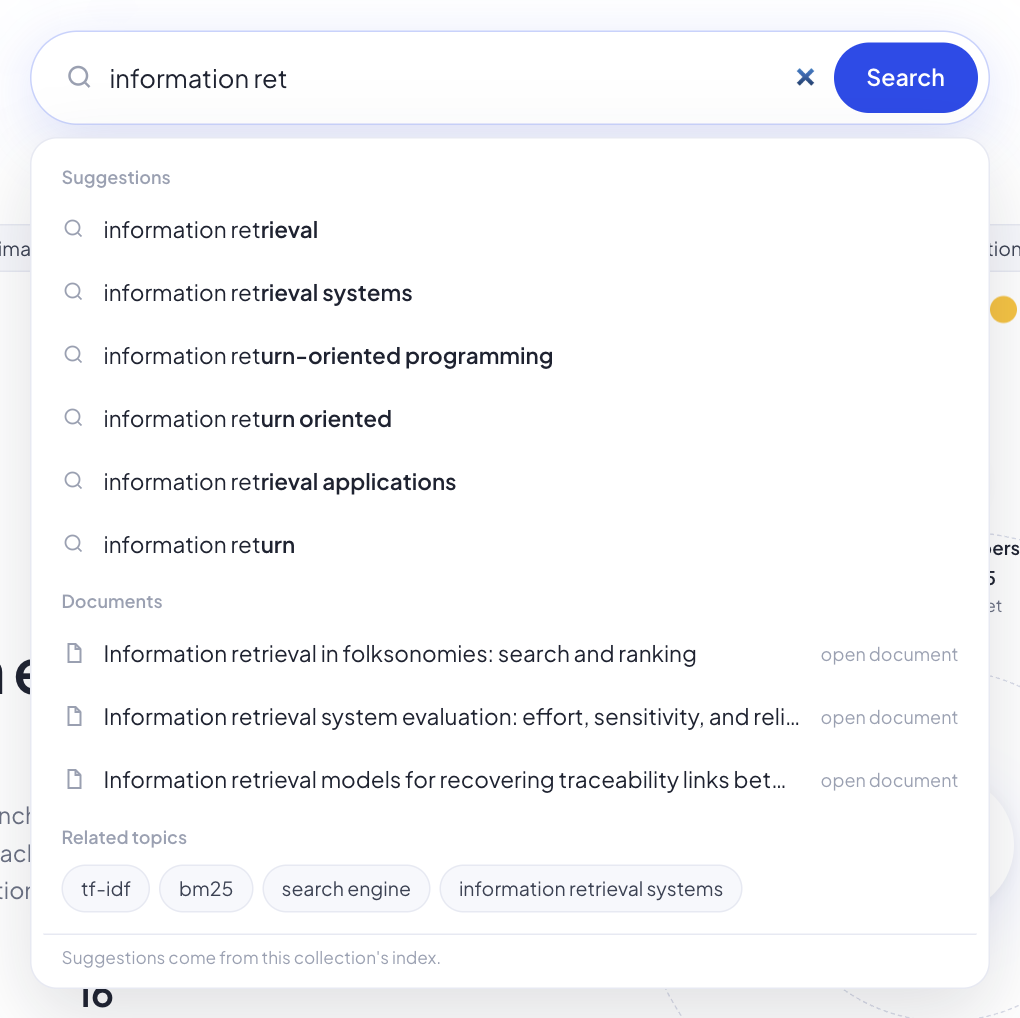 information ret
Search
Suggestions
information retrieval
information retrieval systems
information return-oriented programming
information return oriented
information retrieval applications
information return
Documents
Information retrieval in folksonomies: search and ranking
open document
Information retrieval system evaluation: effort, sensitivity, and reli...
open document
Information retrieval models for recovering traceability links bet...
open document
Related topics
tf-idf
bm25
search engine
information retrieval systems
Suggestions come from this collection's index.
16